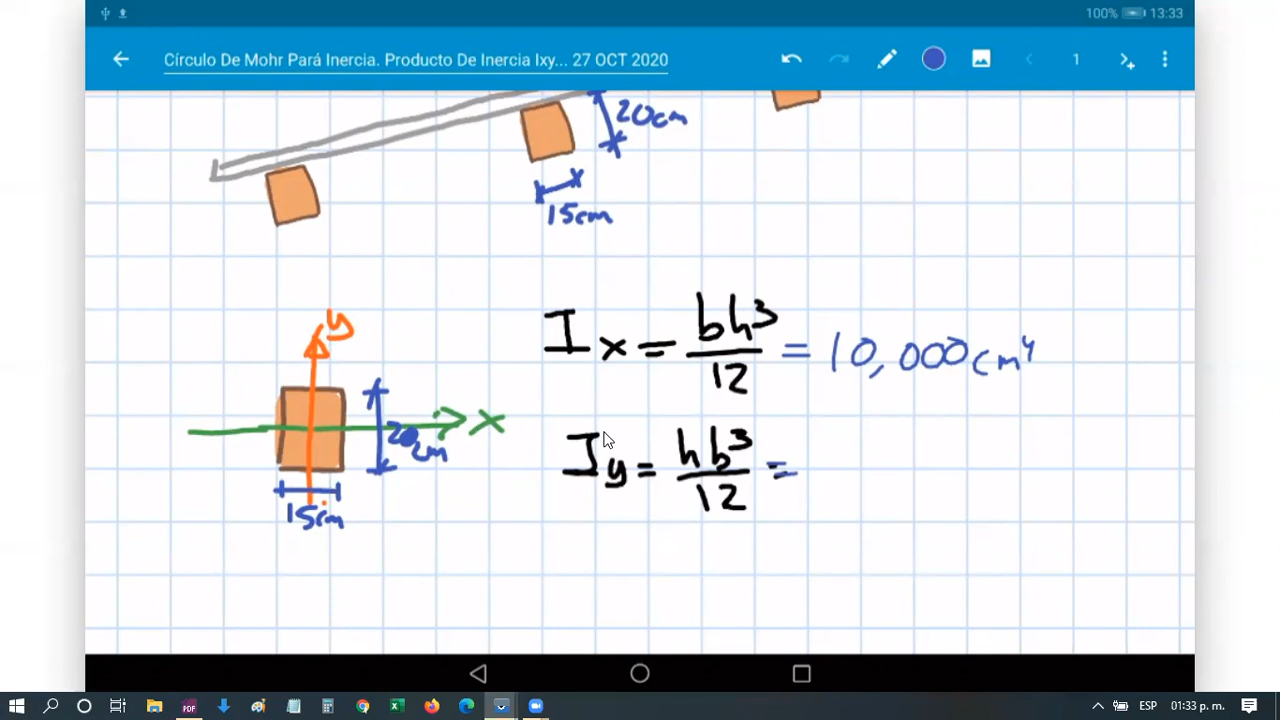 100% 13:33
Círculo De Mohr Pará Inercia. Producto De Inercia Ixy... 27 OCT 2020 1
20cm
15cm
y
x
15cm
Ix = bh³/12 = 10,000cm⁴
Iy = hb³/12 =
ESP 01:33 p. m.